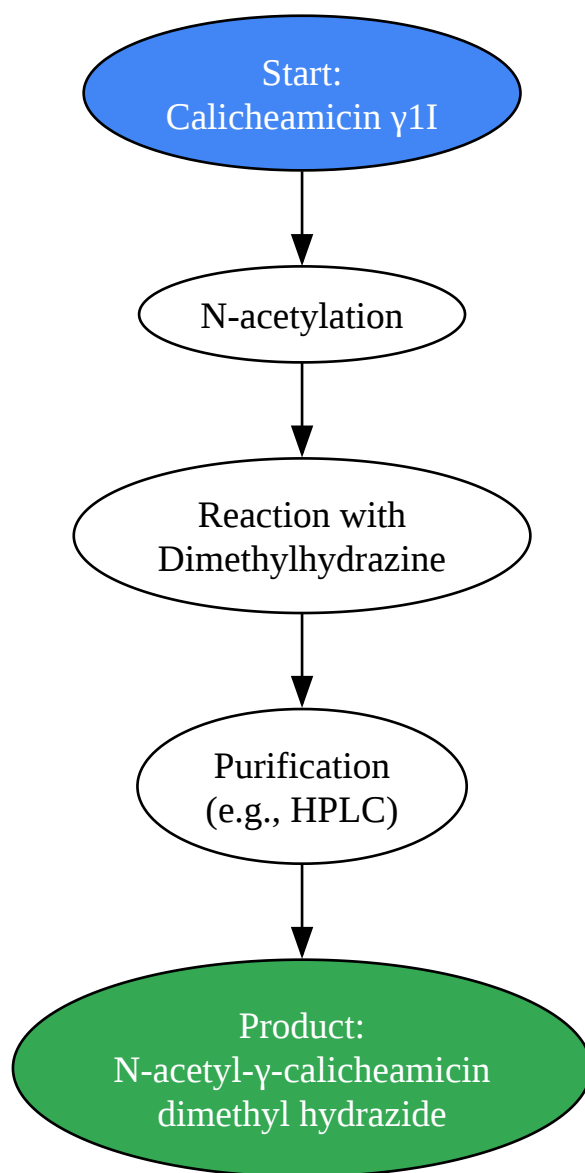 Start:
Calicheamicin γ1I
N-acetylation
Reaction with
Dimethylhydrazine
Purification
(e.g., HPLC)
Product:
N-acetyl-γ-calicheamicin
dimethyl hydrazide